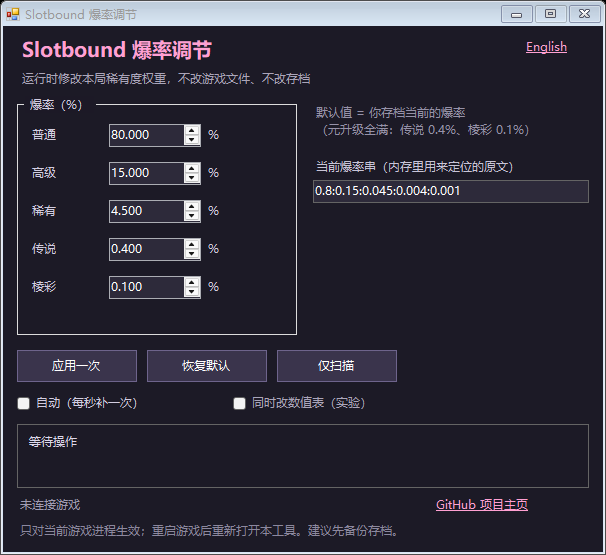 Slotbound 爆率调节
Slotbound 爆率调节
English
运行时修改本局稀有度权重，不改游戏文件、不改存档
爆率（%）
普通 80.000 %
高级 15.000 %
稀有 4.500 %
传说 0.400 %
棱彩 0.100 %
默认值 = 你存档当前的爆率
（元升级全满：传说 0.4%、棱彩 0.1%）
当前爆率串（内存里用来定位的原文）
0.8:0.15:0.045:0.004:0.001
应用一次 恢复默认 仅扫描
自动（每秒补一次） 同时改数值表（实验）
等待操作
未连接游戏 GitHub 项目主页
只对当前游戏进程生效；重启游戏后重新打开本工具。建议先备份存档。